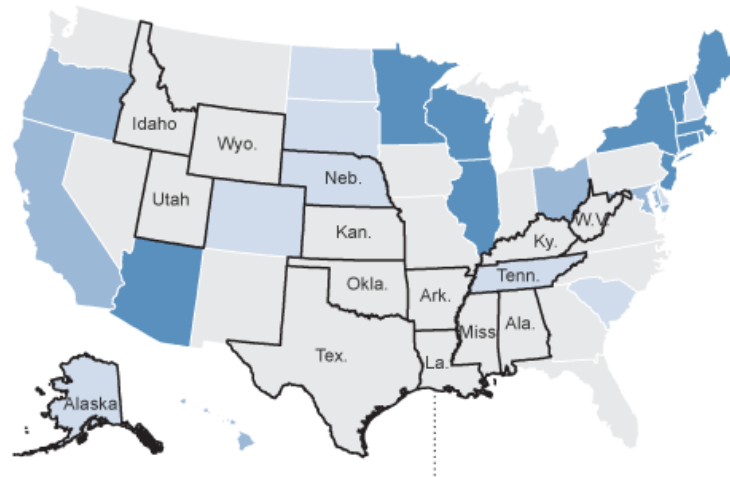 Idaho
Wyo.
Neb.
Utah
Kan.
W.V.
Ky.
Okla.
Tenn.
Ark.
Miss
Ala.
Tex.
La.
Alaska